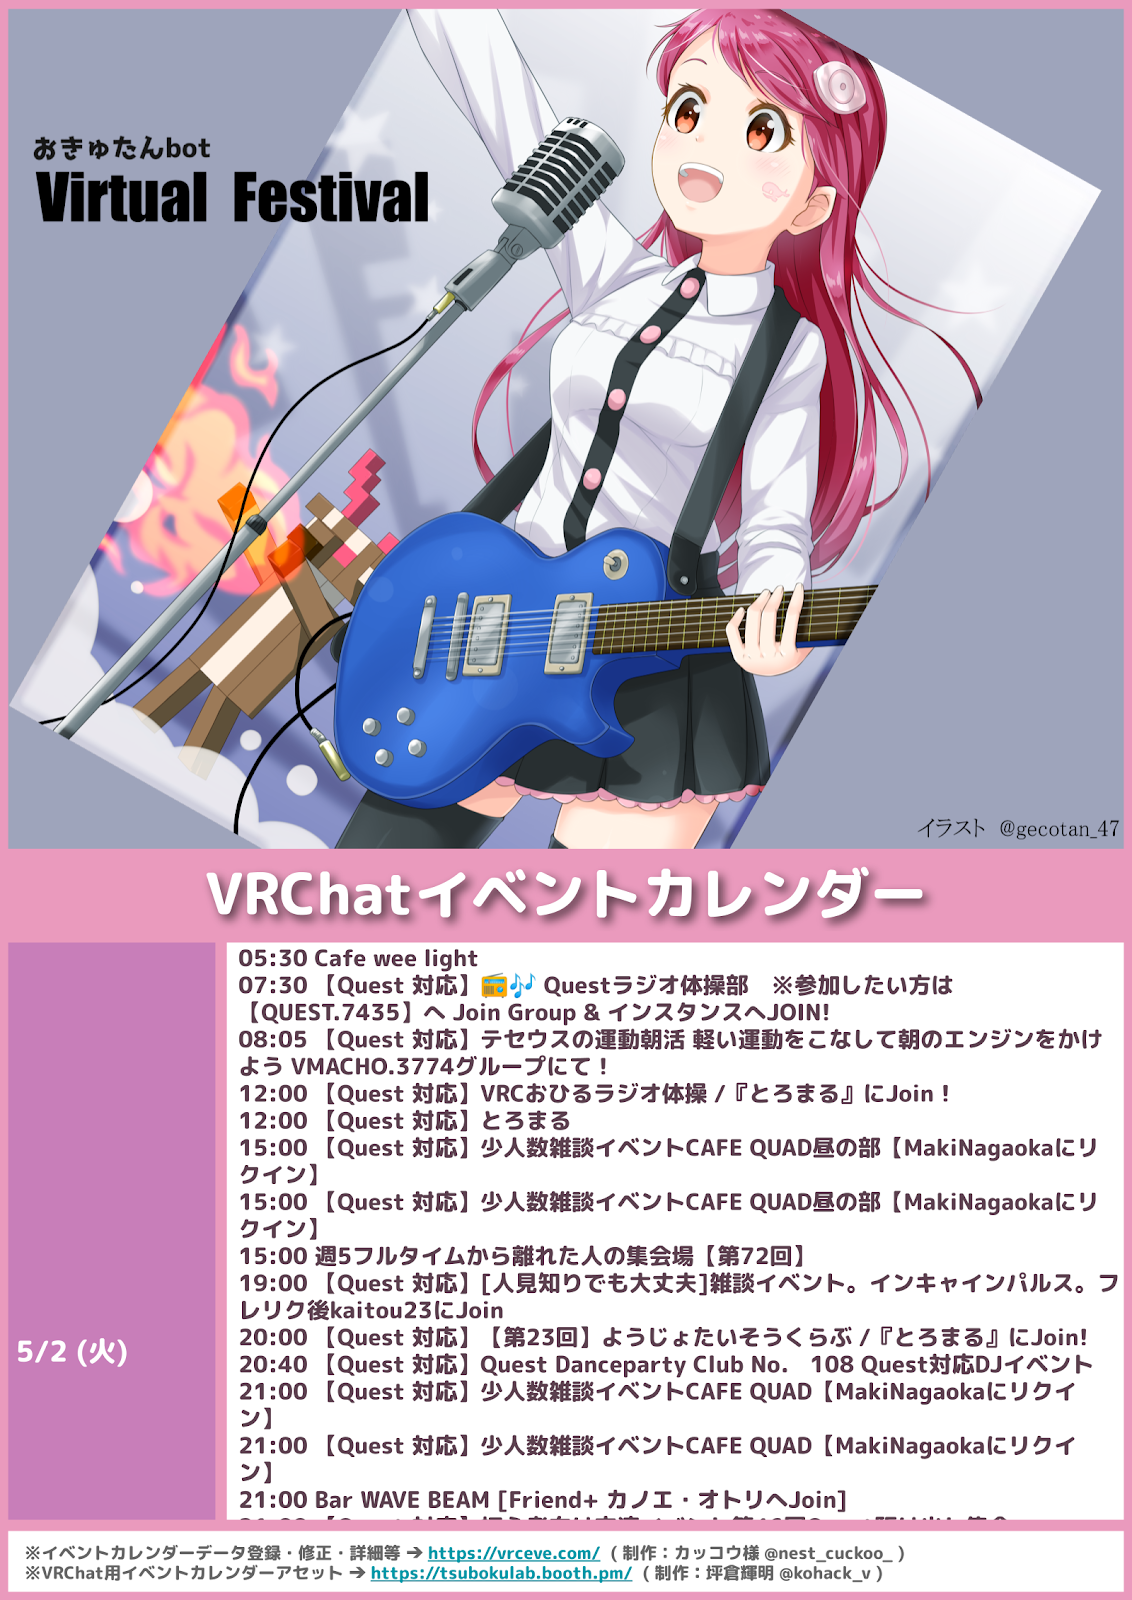 おきゅたんbot
Virtual Festival
イラスト @gecotan_47
VRChatイベントカレンダー
5/2 (火)
05:30 Cafe wee light
07:30 【Quest 対応】📻🎶 Questラジオ体操部　※参加したい方は
【QUEST.7435】へ Join Group & インスタンスへJOIN!
08:05 【Quest 対応】テセウスの運動朝活 軽い運動をこなして朝のエンジンをかけ
よう VMACHO.3774グループにて！
12:00 【Quest 対応】VRCおひるラジオ体操 /『とろまる』にJoin！
12:00 【Quest 対応】とろまる
15:00 【Quest 対応】少人数雑談イベントCAFE QUAD昼の部【MakiNagaokaにリ
クイン】
15:00 【Quest 対応】少人数雑談イベントCAFE QUAD昼の部【MakiNagaokaにリ
クイン】
15:00 週5フルタイムから離れた人の集会場【第72回】
19:00 【Quest 対応】[人見知りでも大丈夫]雑談イベント。インキャインパルス。フ
レリク後kaitou23にJoin
20:00 【Quest 対応】【第23回】ようじょたいそうくらぶ /『とろまる』にJoin!
20:40 【Quest 対応】Quest Danceparty Club No.　108 Quest対応DJイベント
21:00 【Quest 対応】少人数雑談イベントCAFE QUAD【MakiNagaokaにリクイ
ン】
21:00 【Quest 対応】少人数雑談イベントCAFE QUAD【MakiNagaokaにリクイ
ン】
21:00 Bar WAVE BEAM [Friend+ カノエ・オトリへJoin]
※イベントカレンダーデータ登録・修正・詳細等 ➔ https://vrceve.com/ ( 制作：カッコウ様 @nest_cuckoo_ )
※VRChat用イベントカレンダーアセット ➔ https://tsubokulab.booth.pm/ ( 制作：坪倉輝明 @kohack_v )